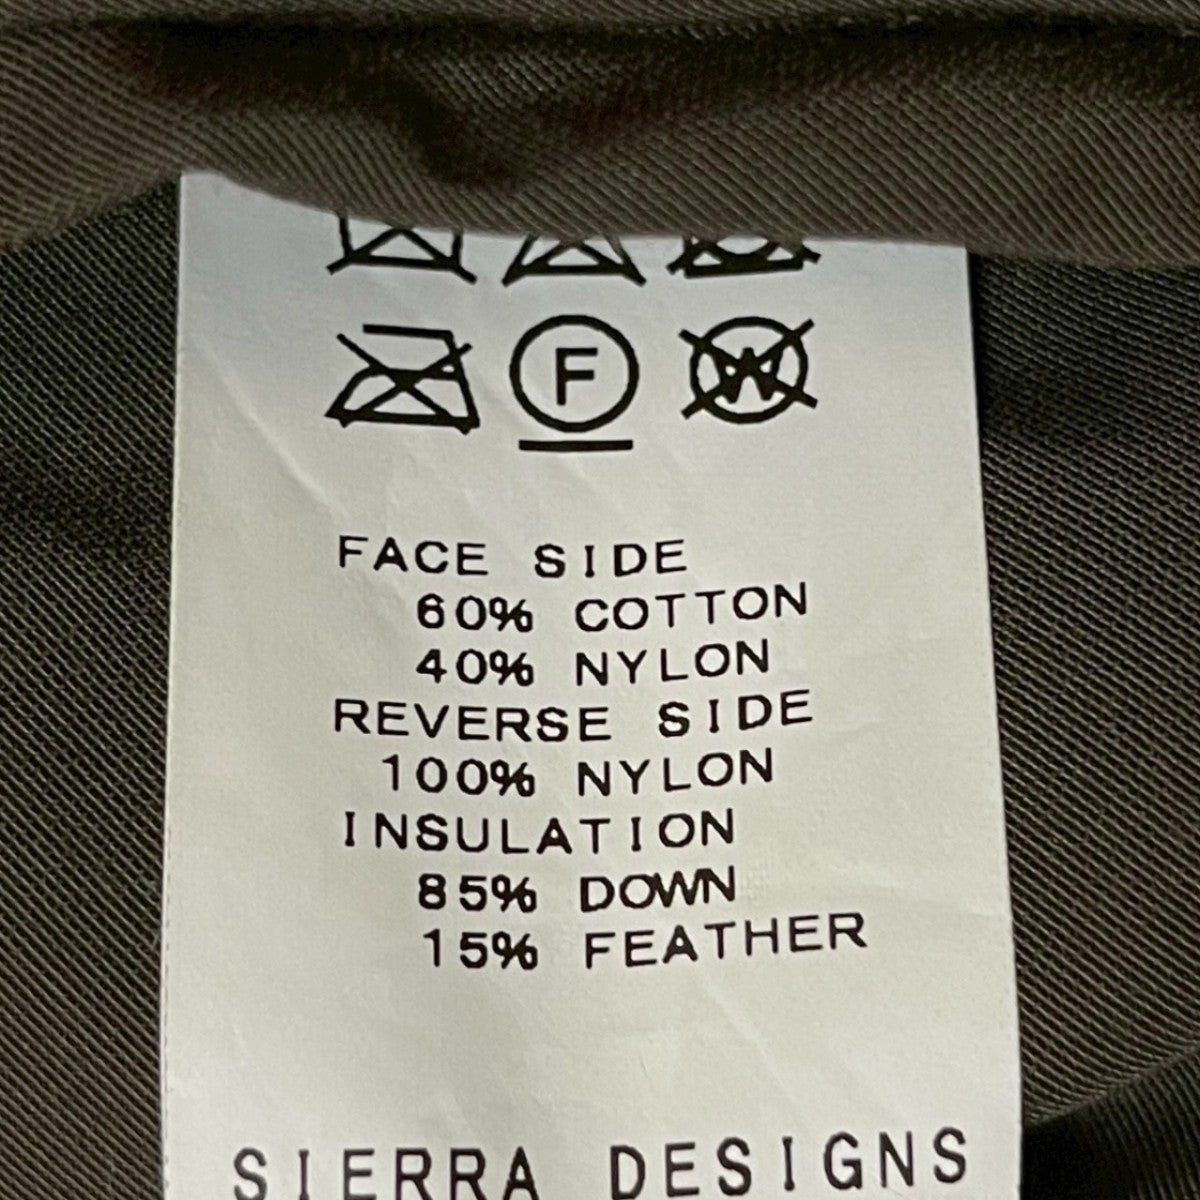 F W
FACE SIDE
60% COTTON
40% NYLON
REVERSE SIDE
100% NYLON
INSULATION
85% DOWN
15% FEATHER
SIERRA DESIGNS